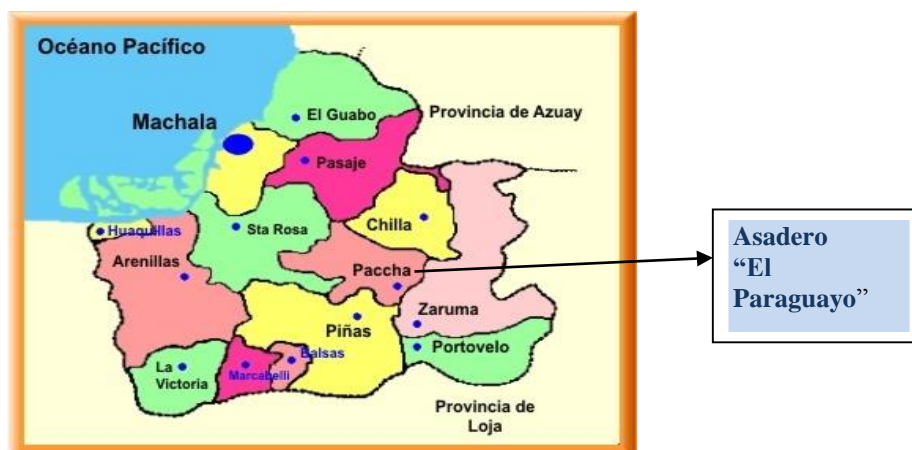 Océano Pacífico
El Guabo
Provincia de Azuay
Machala
Pasaje
Huaquillas
Sta Rosa
Chilla
Arenillas
Paccha
Zaruma
Piñas
Portovelo
La
Victoria
Marcabelli
Balsas
Provincia de
Loja
Asadero
“El
Paraguayo”